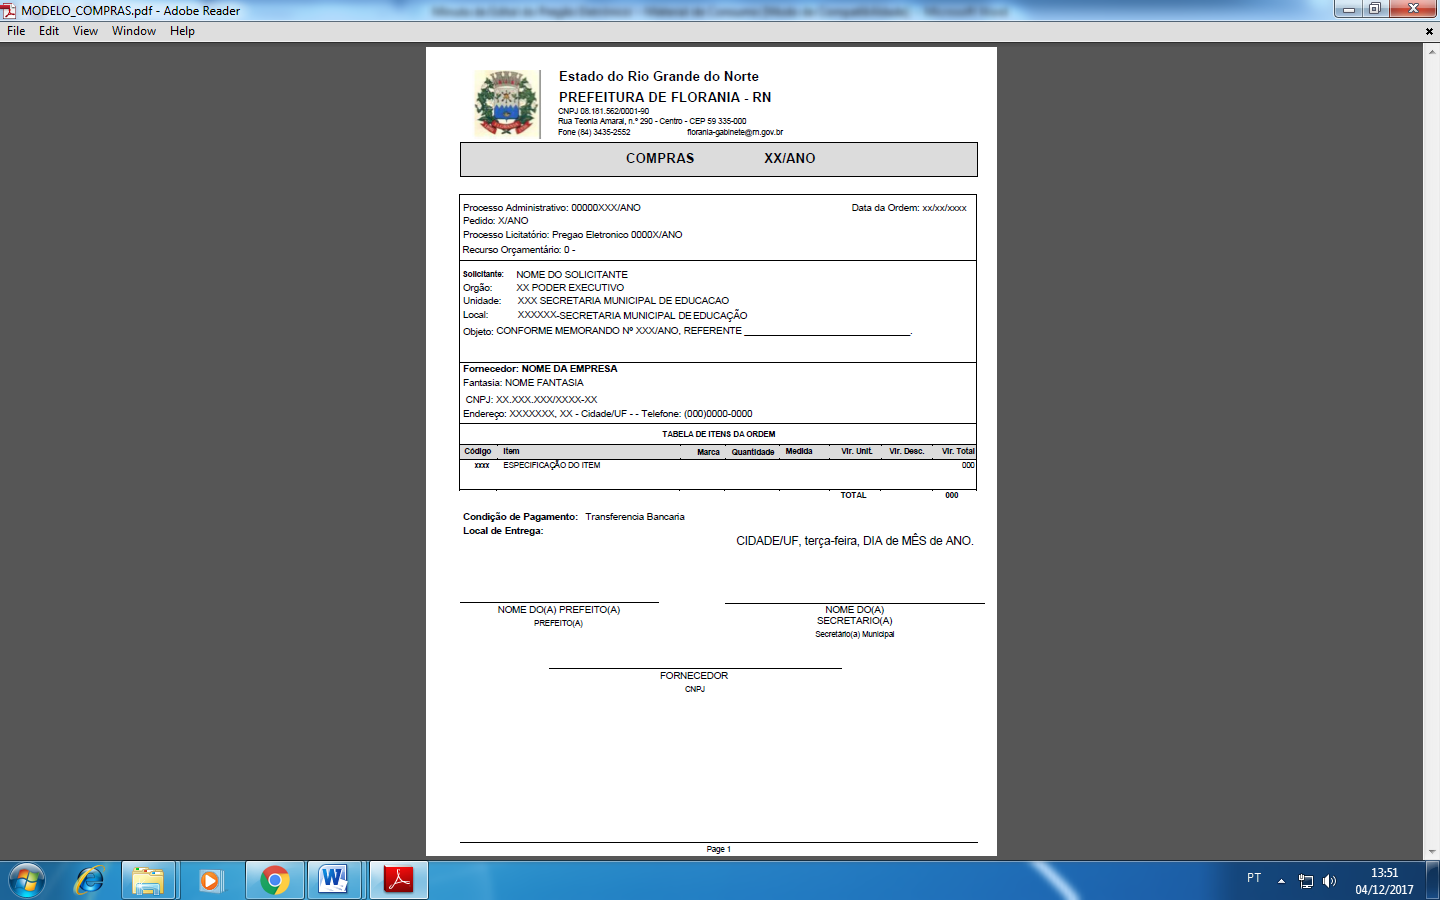 MODELO_COMPRAS.pdf - Adobe Reader
File Edit View Window Help
Estado do Rio Grande do Norte
PREFEITURA DE FLORANIA - RN
CNPJ 08.181.562/0001-90
Rua Teonia Amaral, n.º 290 - Centro - CEP 59 335-000
Fone (84) 3435-2552 florania-gabinete@rn.gov.br
COMPRAS XX/ANO
Processo Administrativo: 00000XXX/ANO Data da Ordem: xx/xx/xxxx
Pedido: X/ANO
Processo Licitatório: Pregao Eletronico 0000X/ANO
Recurso Orçamentário: 0 -
Solicitante: NOME DO SOLICITANTE
Orgão: XX PODER EXECUTIVO
Unidade: XXX SECRETARIA MUNICIPAL DE EDUCACAO
Local: XXXXXX-SECRETARIA MUNICIPAL DE EDUCAÇÃO
Objeto: CONFORME MEMORANDO Nº XXX/ANO, REFERENTE ______________________________.
Fornecedor: NOME DA EMPRESA
Fantasia: NOME FANTASIA
CNPJ: XX.XXX.XXX/XXXX-XX
Endereço: XXXXXXX, XX - Cidade/UF - - Telefone: (000)0000-0000
TABELA DE ITENS DA ORDEM
Código Item Marca Quantidade Medida Vlr. Unit. Vlr. Desc. Vlr. Total
xxxx ESPECIFICAÇÃO DO ITEM 000
TOTAL 000
Condição de Pagamento: Transferencia Bancaria
Local de Entrega:
CIDADE/UF, terça-feira, DIA de MÊS de ANO.
NOME DO(A) PREFEITO(A)
PREFEITO(A)
NOME DO(A)
SECRETARIO(A)
Secretário(a) Municipal
FORNECEDOR
CNPJ
Page 1
PT
13:51
04/12/2017